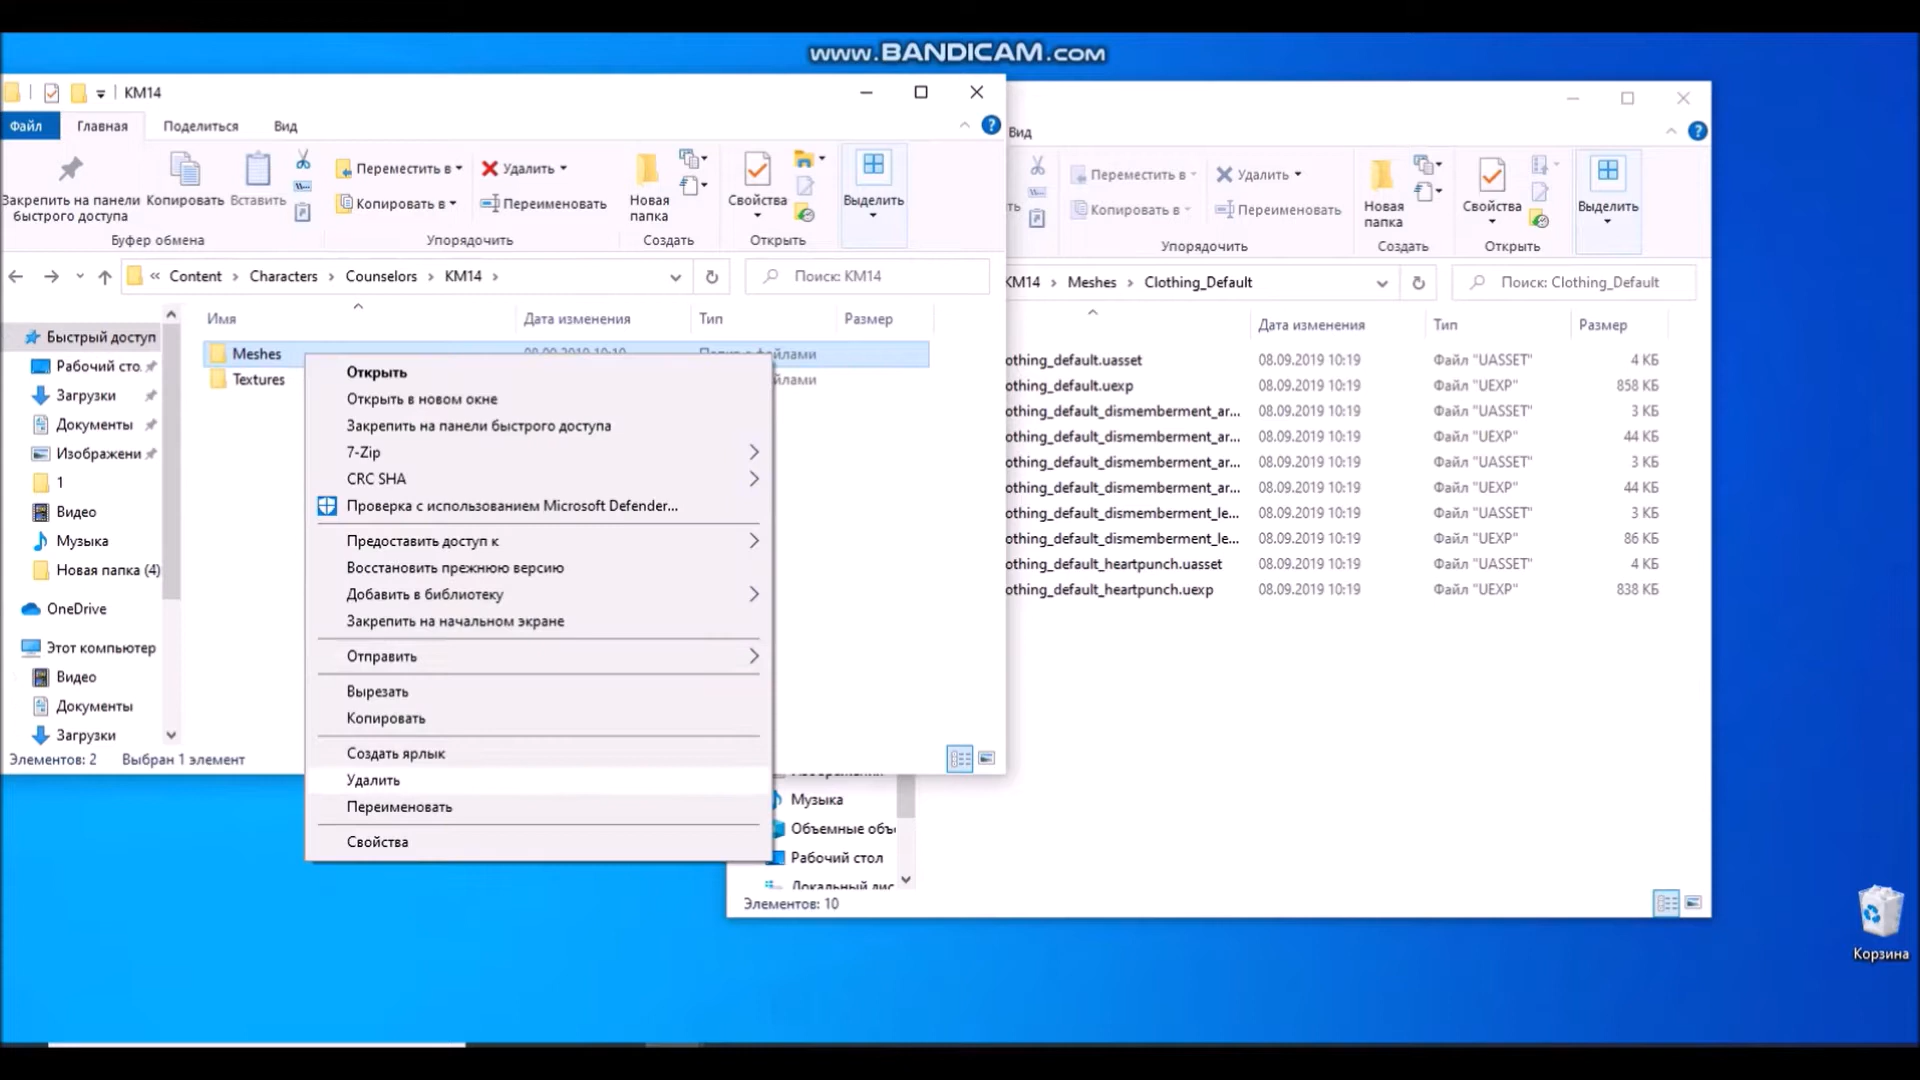 www.BANDICAM.com
KM14
Файл Главная Поделиться Вид
Закрепить на панели быстрого доступа
Копировать
Вставить
Переместить в
Копировать в
Удалить
Переименовать
Новая папка
Свойства
Выделить
Буфер обмена
Упорядочить
Создать
Открыть
« Content › Characters › Counselors › KM14 ›
Поиск: KM14
Имя Дата изменения Тип Размер
Meshes
Textures
Быстрый доступ
Рабочий сто.
Загрузки
Документы
Изображени
1
Видео
Музыка
Новая папка (4)
OneDrive
Этот компьютер
Видео
Документы
Загрузки
Элементов: 2 Выбран 1 элемент
Открыть
Открыть в новом окне
Закрепить на панели быстрого доступа
7-Zip
CRC SHA
Проверка с использованием Microsoft Defender...
Предоставить доступ к
Восстановить прежнюю версию
Добавить в библиотеку
Закрепить на начальном экране
Отправить
Вырезать
Копировать
Создать ярлык
Удалить
Переименовать
Свойства
Вид
Переместить в
Копировать в
Удалить
Переименовать
Новая папка
Свойства
Выделить
Упорядочить
Создать
Открыть
KM14 › Meshes › Clothing_Default
Поиск: Clothing_Default
Дата изменения Тип Размер
othing_default.uasset 08.09.2019 10:19 Файл "UASSET" 4 КБ
othing_default.uexp 08.09.2019 10:19 Файл "UEXP" 858 КБ
othing_default_dismemberment_ar... 08.09.2019 10:19 Файл "UASSET" 3 КБ
othing_default_dismemberment_ar... 08.09.2019 10:19 Файл "UEXP" 44 КБ
othing_default_dismemberment_ar... 08.09.2019 10:19 Файл "UASSET" 3 КБ
othing_default_dismemberment_ar... 08.09.2019 10:19 Файл "UEXP" 44 КБ
othing_default_dismemberment_le... 08.09.2019 10:19 Файл "UASSET" 3 КБ
othing_default_dismemberment_le... 08.09.2019 10:19 Файл "UEXP" 86 КБ
othing_default_heartpunch.uasset 08.09.2019 10:19 Файл "UASSET" 4 КБ
othing_default_heartpunch.uexp 08.09.2019 10:19 Файл "UEXP" 838 КБ
Музыка
Объемные объ
Рабочий стол
Локальный дис
Элементов: 10
Корзина